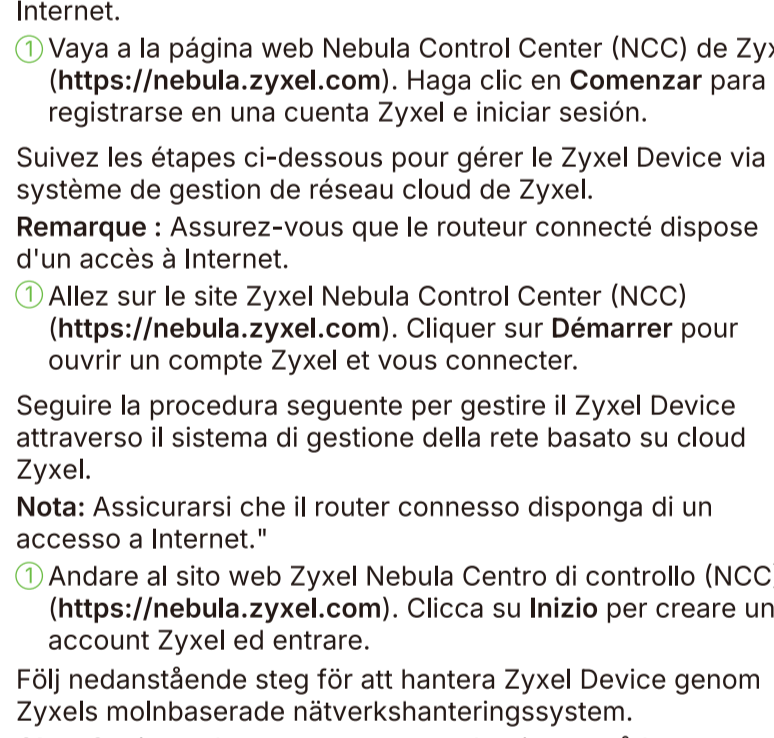 Internet.
① Vaya a la página web Nebula Control Center (NCC) de
(https://nebula.zyxel.com). Haga clic en Comenzar para
registrarse en una cuenta Zyxel e iniciar sesión.
Suivez les étapes ci-dessous pour gérer le Zyxel Device via
système de gestion de réseau cloud de Zyxel.
Remarque : Assurez-vous que le routeur connecté dispose
d'un accès à Internet.
① Allez sur le site Zyxel Nebula Control Center (NCC)
(https://nebula.zyxel.com). Cliquer sur Démarrer pour
ouvrir un compte Zyxel et vous connecter.
Seguire la procedura seguente per gestire il Zyxel Device
attraverso il sistema di gestione della rete basato su cloud
Zyxel.
Nota: Assicurarsi che il router connesso disponga di un
accesso a Internet."
① Andare al sito web Zyxel Nebula Centro di controllo (NCC)
(https://nebula.zyxel.com). Clicca su Inizio per creare un
account Zyxel ed entrare.
Följ nedanstående steg för att hantera Zyxel Device genom
Zyxels molnbaserade nätverkshanteringssystem.